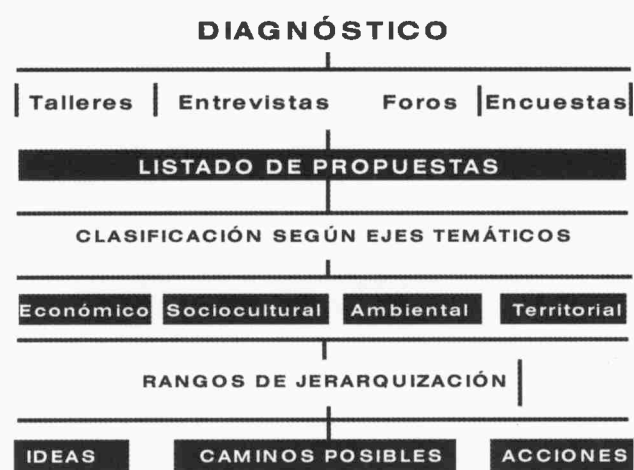 DIAGNÓSTICO
Talleres Entrevistas Foros Encuestas
LISTADO DE PROPUESTAS
CLASIFICACIÓN SEGÚN EJES TEMÁTICOS
Económico Sociocultural Ambiental Territorial
RANGOS DE JERARQUIZACIÓN
IDEAS CAMINOS POSIBLES ACCIONES